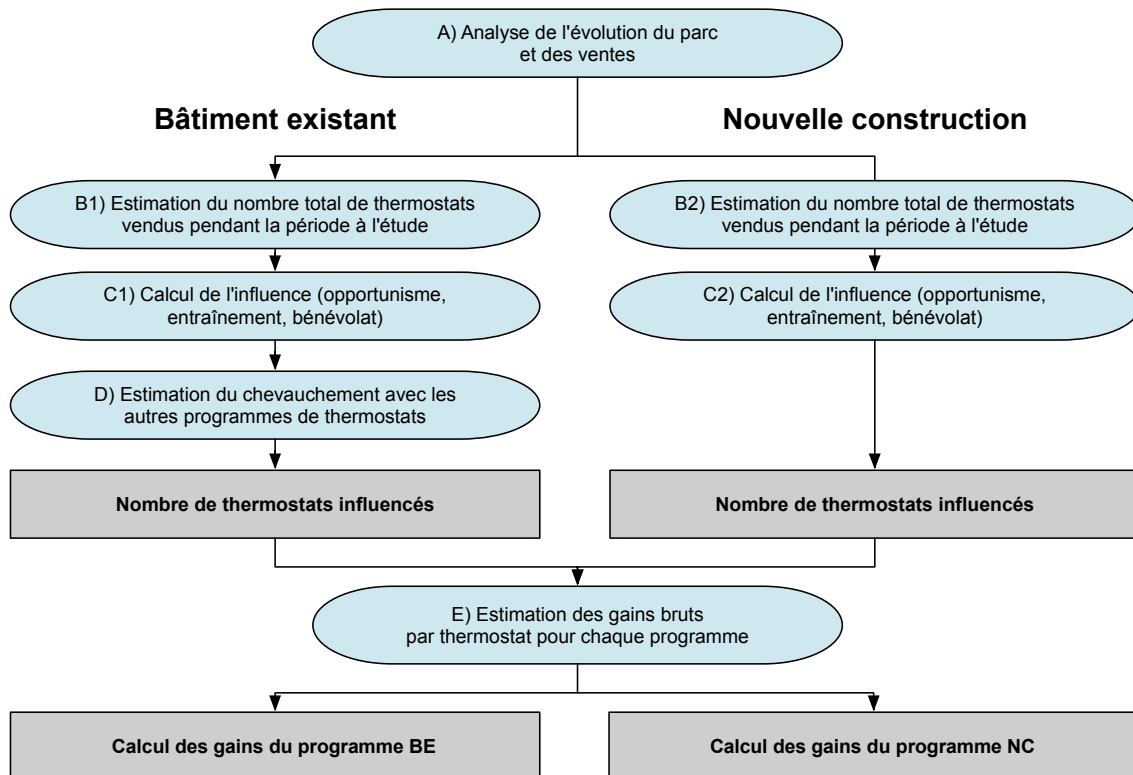 A) Analyse de l'évolution du parc
et des ventes
Bâtiment existant
Nouvelle construction
B1) Estimation du nombre total de thermostats
vendus pendant la période à l'étude
B2) Estimation du nombre total de thermostats
vendus pendant la période à l'étude
C1) Calcul de l'influence (opportunisme,
entraînement, bénévolat)
C2) Calcul de l'influence (opportunisme,
entraînement, bénévolat)
D) Estimation du chevauchement avec les
autres programmes de thermostats
Nombre de thermostats influencés
Nombre de thermostats influencés
E) Estimation des gains bruts
par thermostat pour chaque programme
Calcul des gains du programme BE
Calcul des gains du programme NC